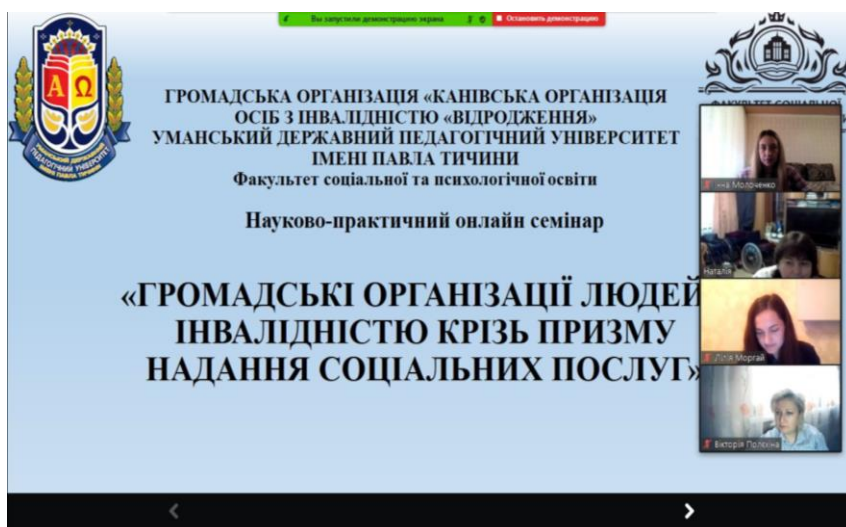 Вы запустили демонстрацию экрана
Остановить демонстрацию
А Ω
ГРОМАДСЬКА ОРГАНІЗАЦІЯ «КАНІВСЬКА ОРГАНІЗАЦІЯ
ОСІБ З ІНВАЛІДНІСТЮ «ВІДРОДЖЕННЯ»
УМАНСЬКИЙ ДЕРЖАВНИЙ ПЕДАГОГІЧНИЙ УНІВЕРСИТЕТ
ІМЕНІ ПАВЛА ТИЧИНИ
Факультет соціальної та психологічної освіти
Науково-практичний онлайн семінар
«ГРОМАДСЬКІ ОРГАНІЗАЦІЇ ЛЮДЕЙ
ІНВАЛІДНІСТЮ КРІЗЬ ПРИЗМУ
НАДАННЯ СОЦІАЛЬНИХ ПОСЛУГ»
Молоченко
Наталія
Лілія Моргай
Вікторія Полєхіна